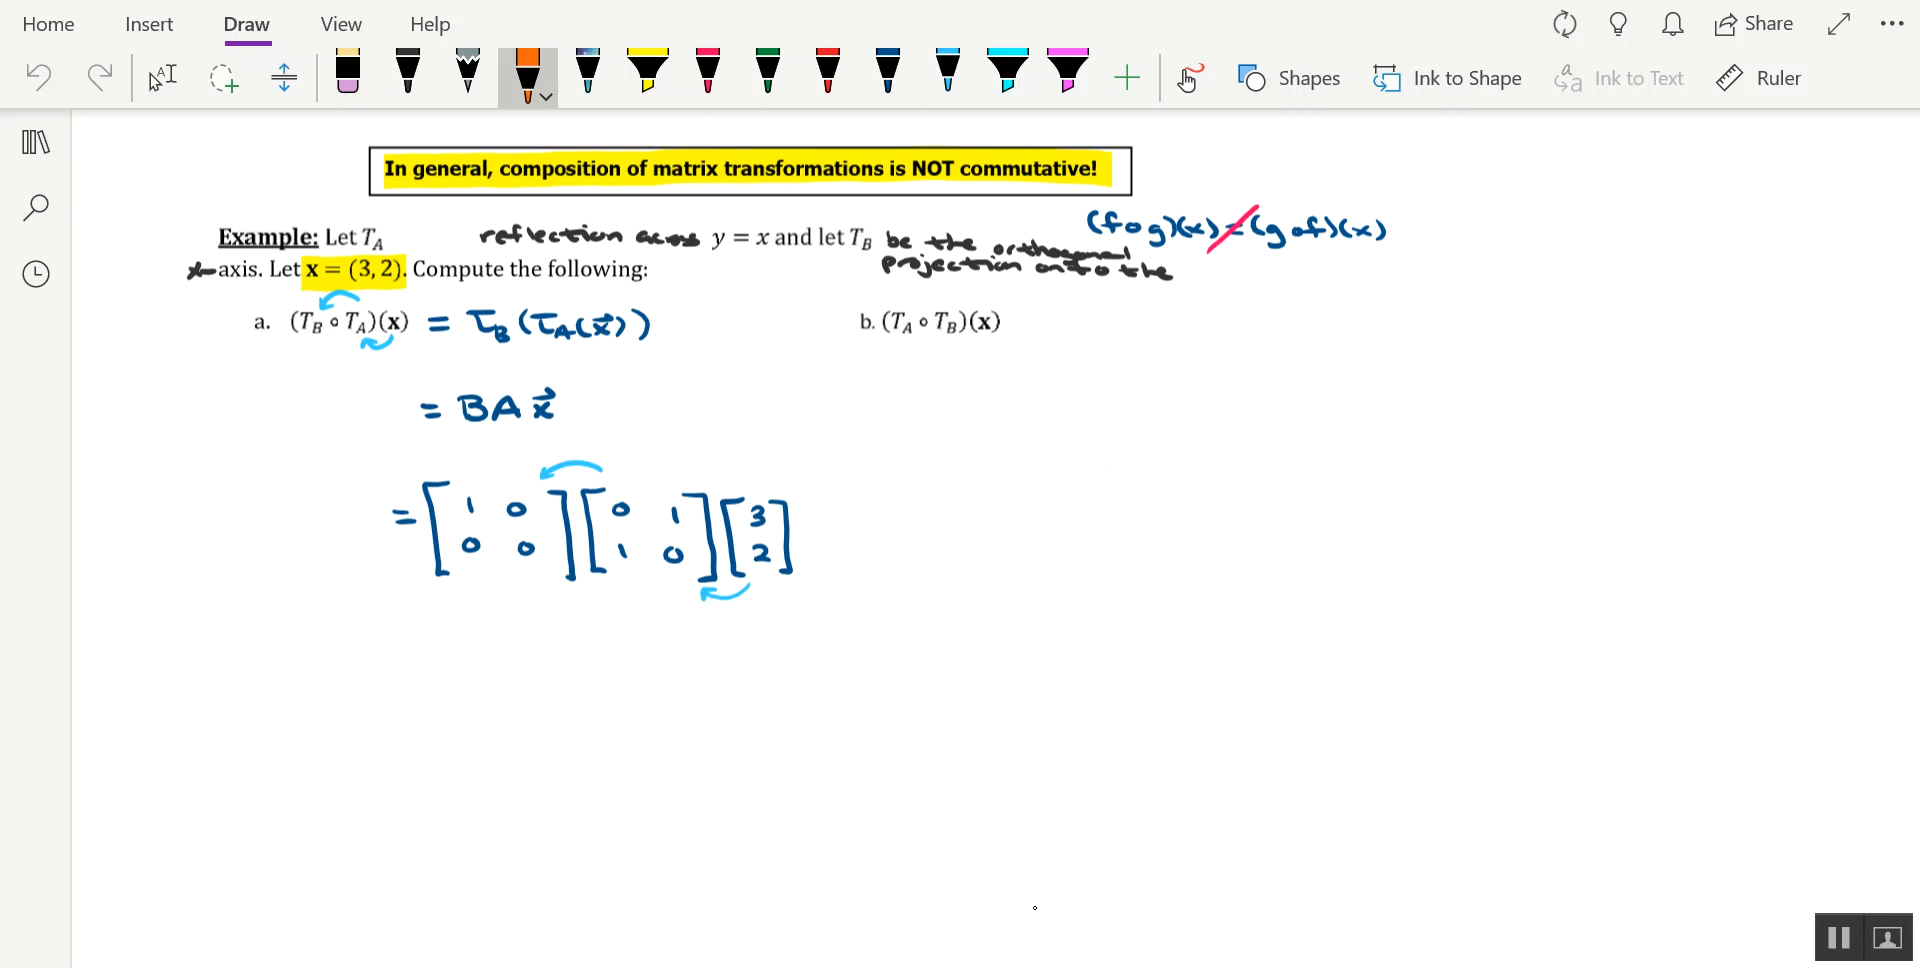 Home Insert Draw View Help Share
Shapes Ink to Shape Ink to Text Ruler
In general, composition of matrix transformations is NOT commutative!
(f∘g)(x) = (g∘f)(x)
Example: Let T_A reflection across y = x and let T_B be the orthogonal projection onto the
x-axis. Let x = (3, 2). Compute the following:
a. (T_B ∘ T_A)(x) = T_B (T_A(x⃗))
b. (T_A ∘ T_B)(x)
= BA x⃗
= [1 0] [0 1] [3]
[0 0] [1 0] [2]